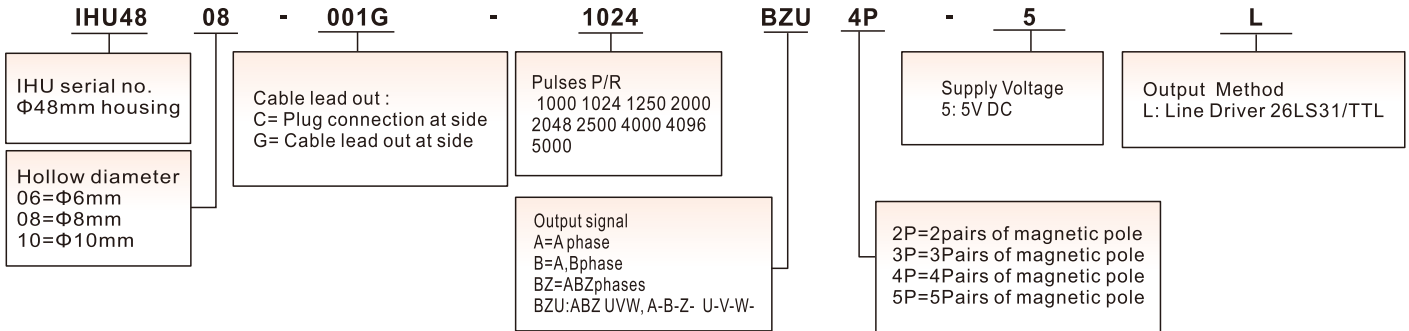 IHU48 08 - 001G - 1024 BZU 4P - 5 L
IHU serial no.
Φ48mm housing
Hollow diameter
06=Φ6mm
08=Φ8mm
10=Φ10mm
Cable lead out :
C= Plug connection at side
G= Cable lead out at side
Pulses P/R
1000 1024 1250 2000
2048 2500 4000 4096
5000
Output signal
A=A phase
B=A,Bphase
BZ=ABZphases
BZU:ABZ UVW, A-B-Z- U-V-W-
2P=2pairs of magnetic pole
3P=3Pairs of magnetic pole
4P=4Pairs of magnetic pole
5P=5Pairs of magnetic pole
Supply Voltage
5: 5V DC
Output Method
L: Line Driver 26LS31/TTL